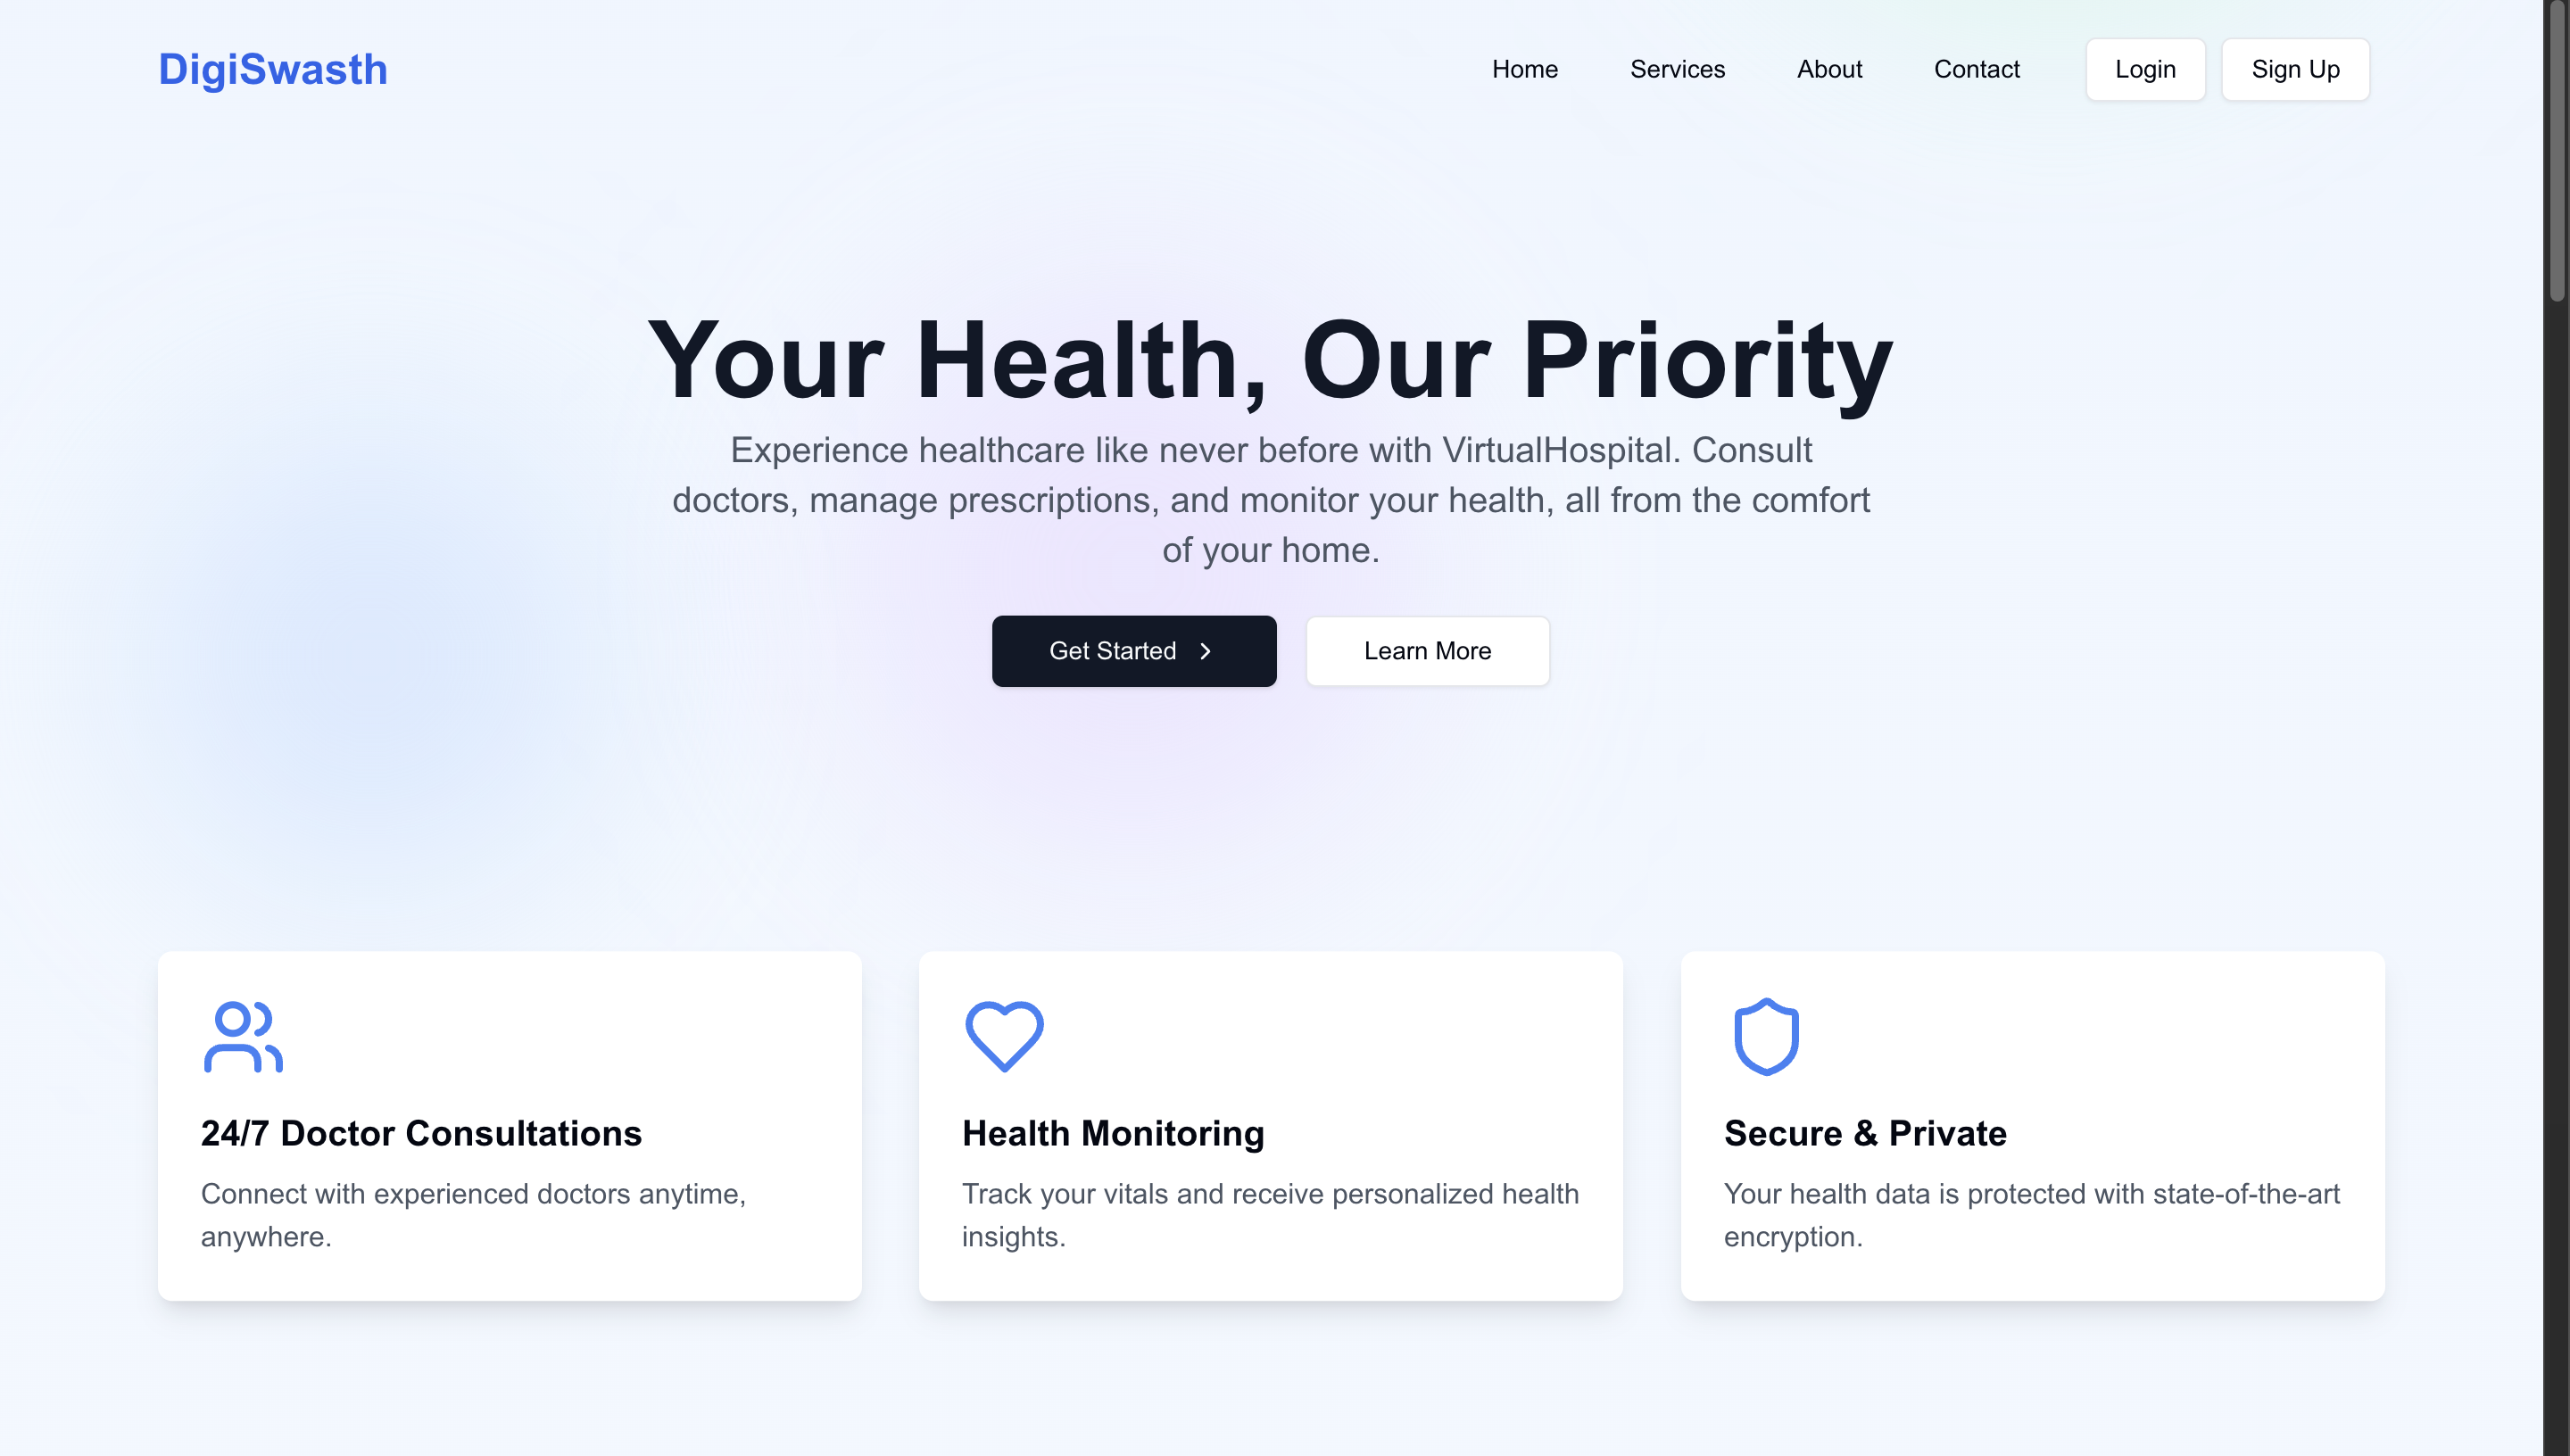 DigiSwasth
Home
Services
About
Contact
Login
Sign Up
Your Health, Our Priority
Experience healthcare like never before with VirtualHospital. Consult
doctors, manage prescriptions, and monitor your health, all from the comfort
of your home.
Get Started
Learn More
24/7 Doctor Consultations
Connect with experienced doctors anytime,
anywhere.
Health Monitoring
Track your vitals and receive personalized health
insights.
Secure & Private
Your health data is protected with state-of-the-art
encryption.